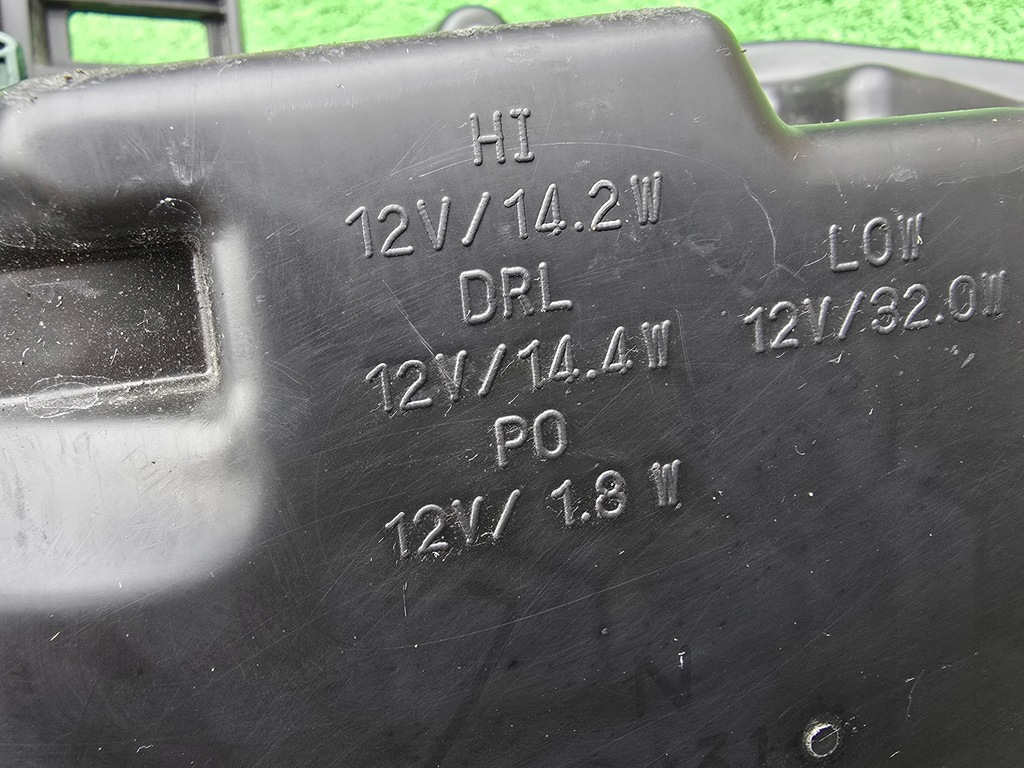 HI
12V/14.2W
DRL
12V/14.4W
PO
12V/ 1.8 W
LOW
12V/32.0W
N